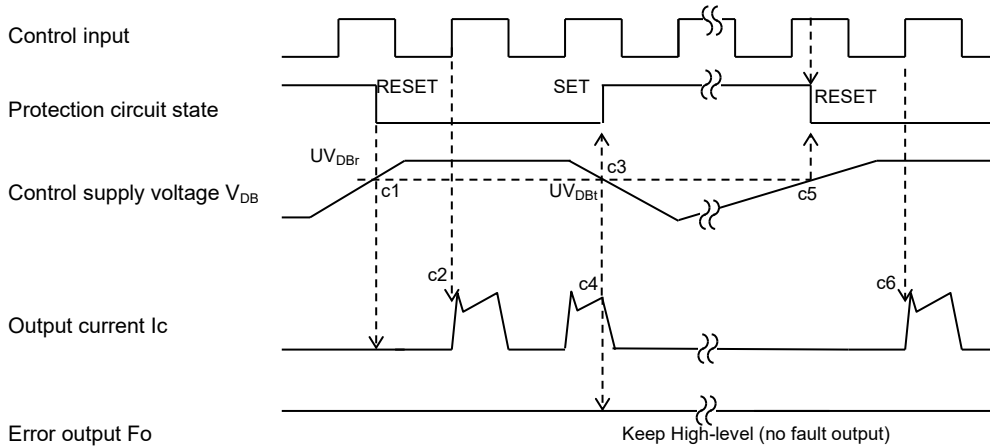 Control input
RESET
SET
Protection circuit state
RESET
UVDBr
c3
c1
UVDBt
c5
Control supply voltage VDB
c2
c4
c6
Output current Ic
Error output Fo
Keep High-level (no fault output)